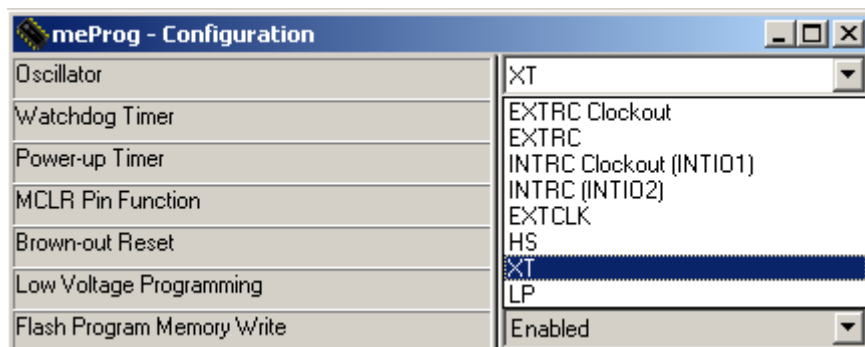 meProg - Configuration
Oscillator
XT
Watchdog Timer
Power-up Timer
MCLR Pin Function
Brown-out Reset
Low Voltage Programming
Flash Program Memory Write
EXTRC Clockout
EXTRC
INTRC Clockout (INTIO1)
INTRC (INTIO2)
EXTCLK
HS
XT
LP
Enabled